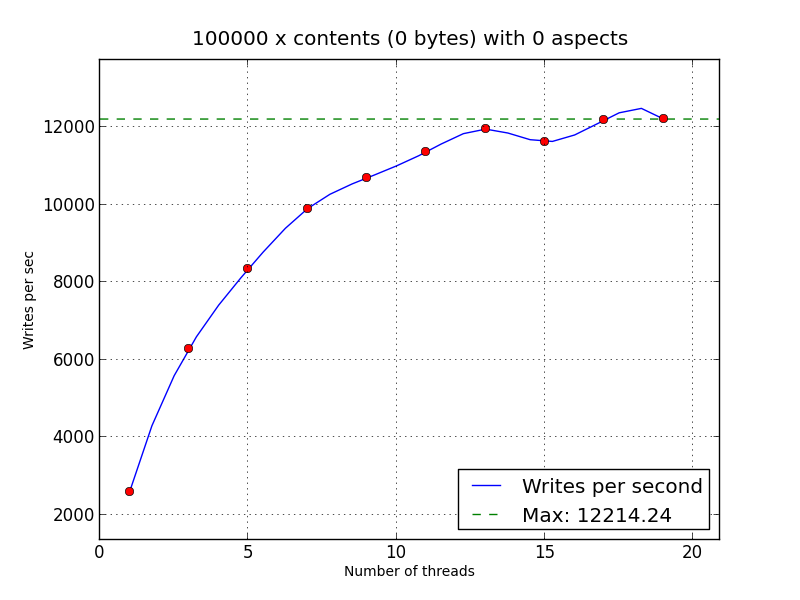 100000 x contents (0 bytes) with 0 aspects
Writes per sec
12000
10000
8000
6000
4000
2000
Writes per second
Max: 12214.24
0 5 10 15 20
Number of threads